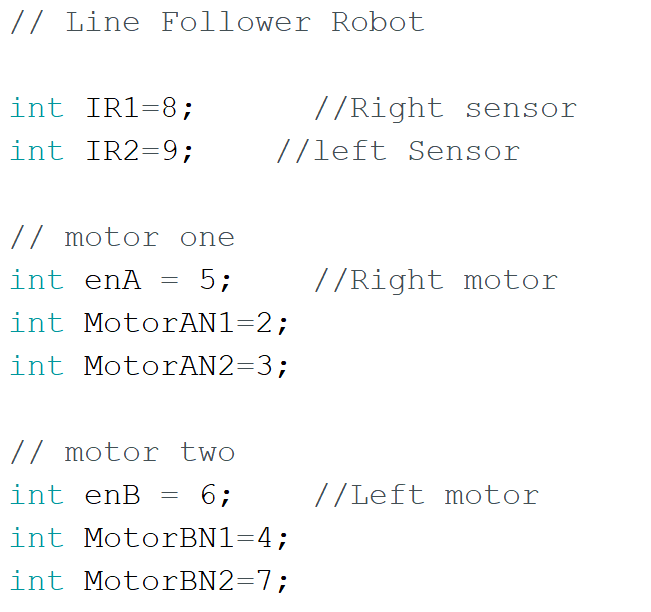 // Line Follower Robot
int IR1=8;      //Right sensor
int IR2=9;    //left Sensor
// motor one
int enA = 5;    //Right motor
int MotorAN1=2;
int MotorAN2=3;
// motor two
int enB = 6;    //Left motor
int MotorBN1=4;
int MotorBN2=7;